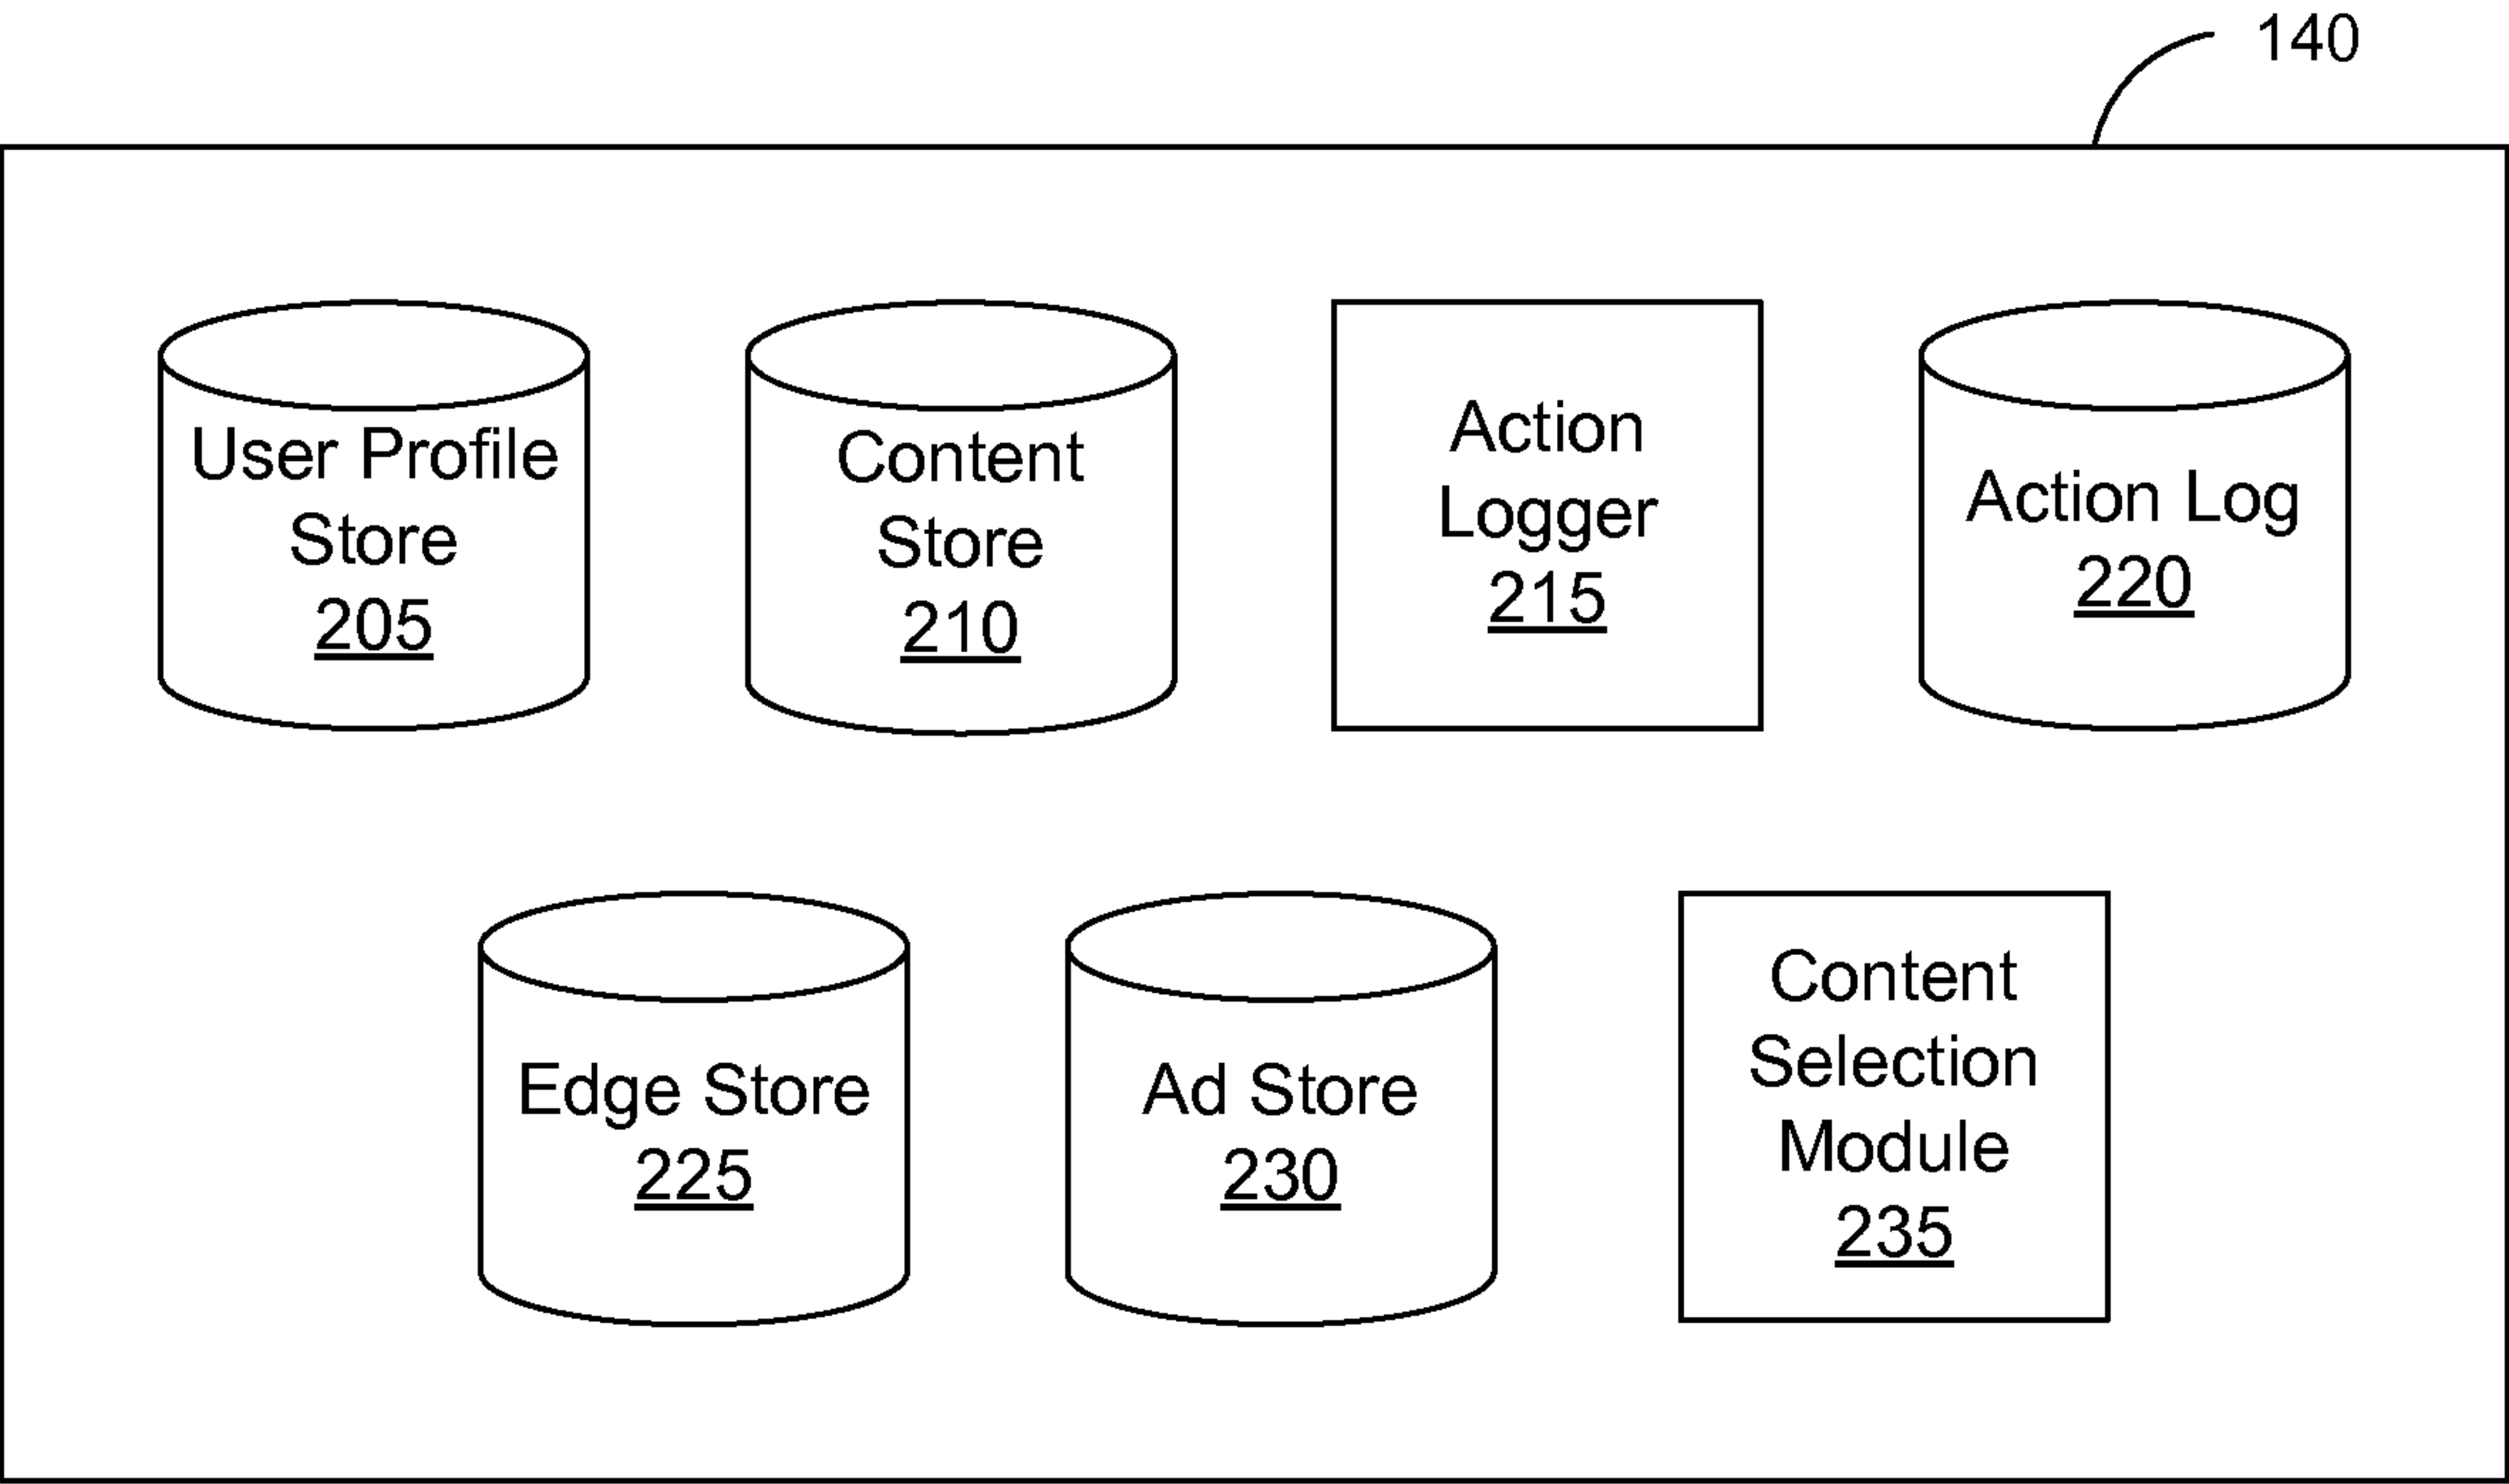 140
User Profile
Store
205
Content
Store
210
Action
Logger
215
Action Log
220
Edge Store
225
Ad Store
230
Content
Selection
Module
235